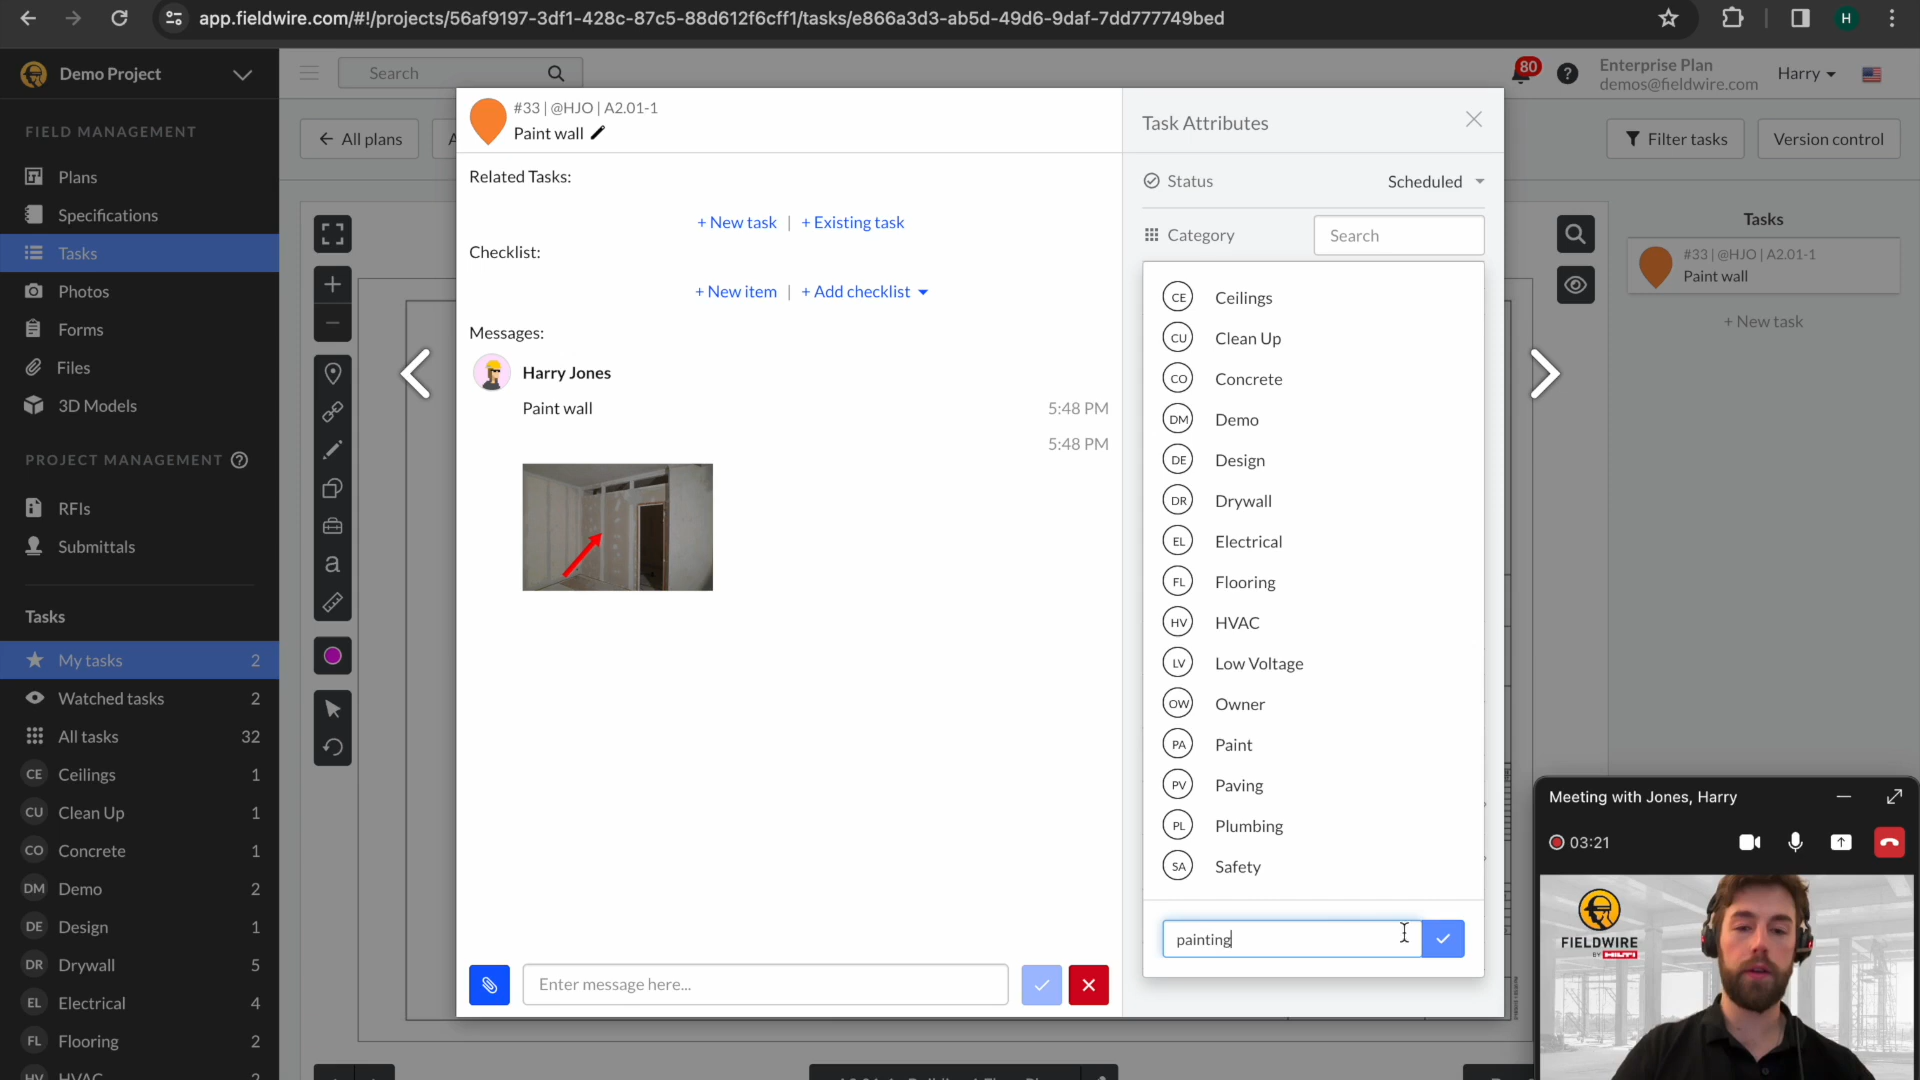 app.fieldwire.com/#!/projects/56af9197-3df1-428c-87c5-88d612f6cff1/tasks/e866a3d3-ab5d-49d6-9daf-7dd777749bed
H
Demo Project
Search
80
Enterprise Plan
demos@fieldwire.com
Harry
FIELD MANAGEMENT
Plans
Specifications
Tasks
Photos
Forms
Files
3D Models
PROJECT MANAGEMENT
RFIs
Submittals
Tasks
My tasks 2
Watched tasks 2
All tasks 32
CE Ceilings 1
CU Clean Up 1
CO Concrete 1
DM Demo 2
DE Design 1
DR Drywall 5
EL Electrical 4
FL Flooring 2
HV HVAC 2
All plans
A
a
#33 | @HJO | A2.01-1
Paint wall
Related Tasks:
+ New task | + Existing task
Checklist:
+ New item | + Add checklist
Messages:
Harry Jones
Paint wall 5:48 PM
5:48 PM
Enter message here...
Task Attributes
Status Scheduled
Category Search
CE Ceilings
CU Clean Up
CO Concrete
DM Demo
DE Design
DR Drywall
EL Electrical
FL Flooring
HV HVAC
LV Low Voltage
OW Owner
PA Paint
PV Paving
PL Plumbing
SA Safety
painting
Filter tasks
Version control
Tasks
#33 | @HJO | A2.01-1
Paint wall
+ New task
Meeting with Jones, Harry
03:21
FIELDWIRE
BY HILTI